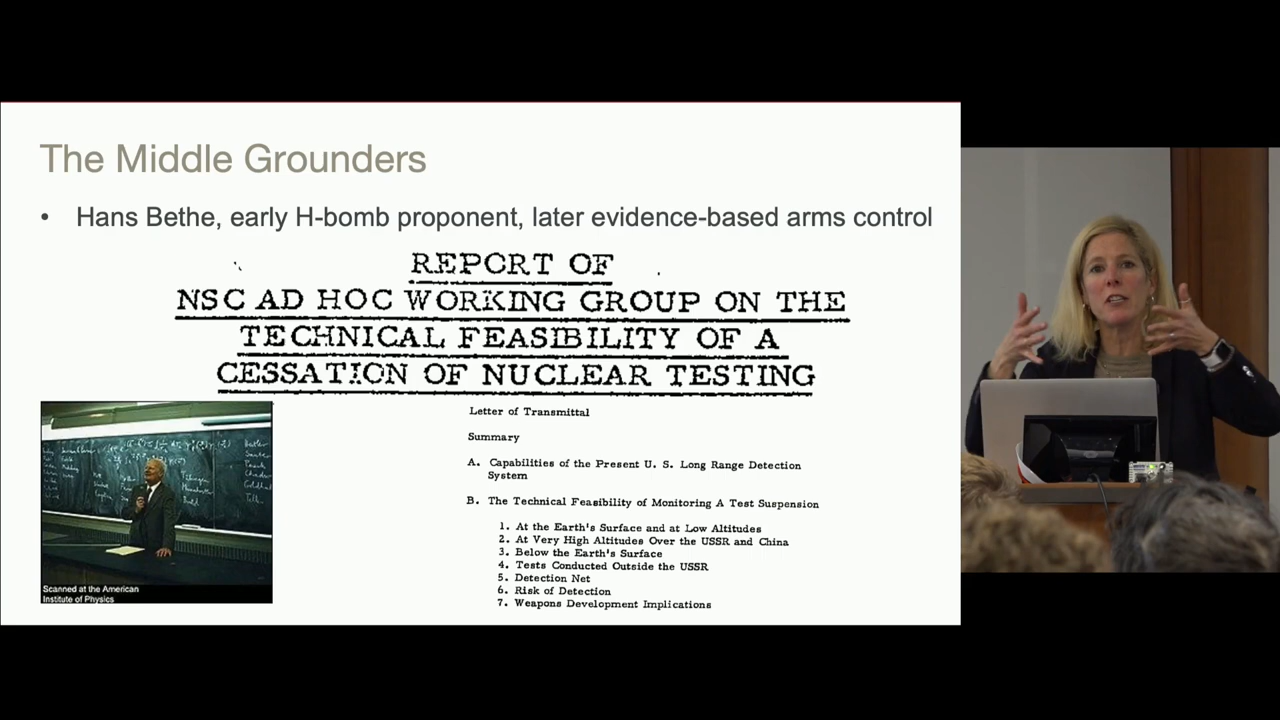 The Middle Grounders
• Hans Bethe, early H-bomb proponent, later evidence-based arms control
REPORT OF
NSC AD HOC WORKING GROUP ON THE
TECHNICAL FEASIBILITY OF A
CESSATION OF NUCLEAR TESTING
Letter of Transmittal
Summary
A. Capabilities of the Present U. S. Long Range Detection
System
B. The Technical Feasibility of Monitoring A Test Suspension
1. At the Earth's Surface and at Low Altitudes
2. At Very High Altitudes Over the USSR and China
3. Below the Earth's Surface
4. Tests Conducted Outside the USSR
5. Detection Net
6. Risk of Detection
7. Weapons Development Implications
Scanned at the American
Institute of Physics